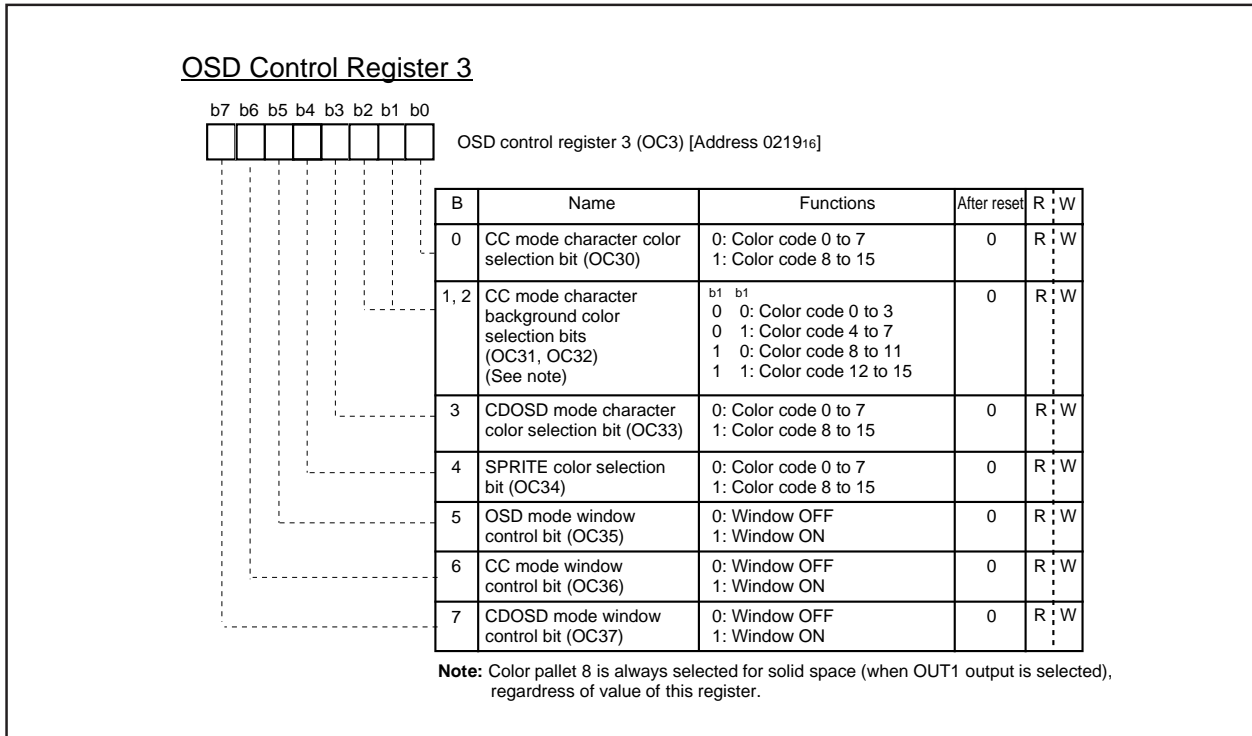 OSD Control Register 3
b7 b6 b5 b4 b3 b2 b1 b0
OSD control register 3 (OC3) [Address 021916]
B Name Functions After reset R W
0 CC mode character color 0: Color code 0 to 7 0 R W
selection bit (OC30) 1: Color code 8 to 15
1, 2 CC mode character b1 b1 0 R W
background color 0 0: Color code 0 to 3
selection bits 0 1: Color code 4 to 7
(OC31, OC32) 1 0: Color code 8 to 11
(See note) 1 1: Color code 12 to 15
3 CDOSD mode character 0: Color code 0 to 7 0 R W
color selection bit (OC33) 1: Color code 8 to 15
4 SPRITE color selection 0: Color code 0 to 7 0 R W
bit (OC34) 1: Color code 8 to 15
5 OSD mode window 0: Window OFF 0 R W
control bit (OC35) 1: Window ON
6 CC mode window 0: Window OFF 0 R W
control bit (OC36) 1: Window ON
7 CDOSD mode window 0: Window OFF 0 R W
control bit (OC37) 1: Window ON
Note: Color pallet 8 is always selected for solid space (when OUT1 output is selected),
regardress of value of this register.